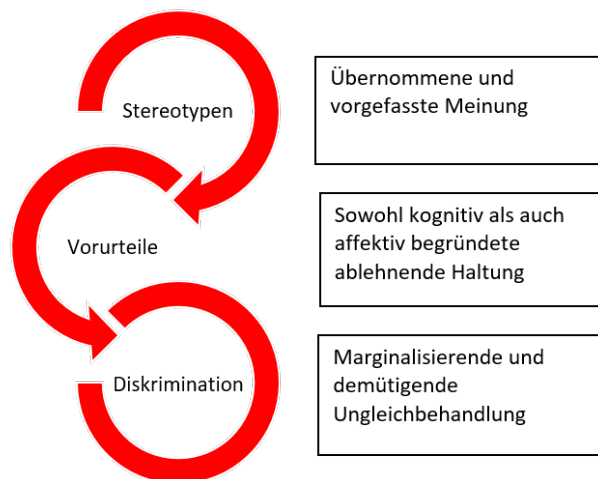 Stereotypen
Übernommene und
vorgefasste Meinung
Vorurteile
Sowohl kognitiv als auch
affektiv begründete
ablehnende Haltung
Diskrimination
Marginalisierende und
demütigende
Ungleichbehandlung